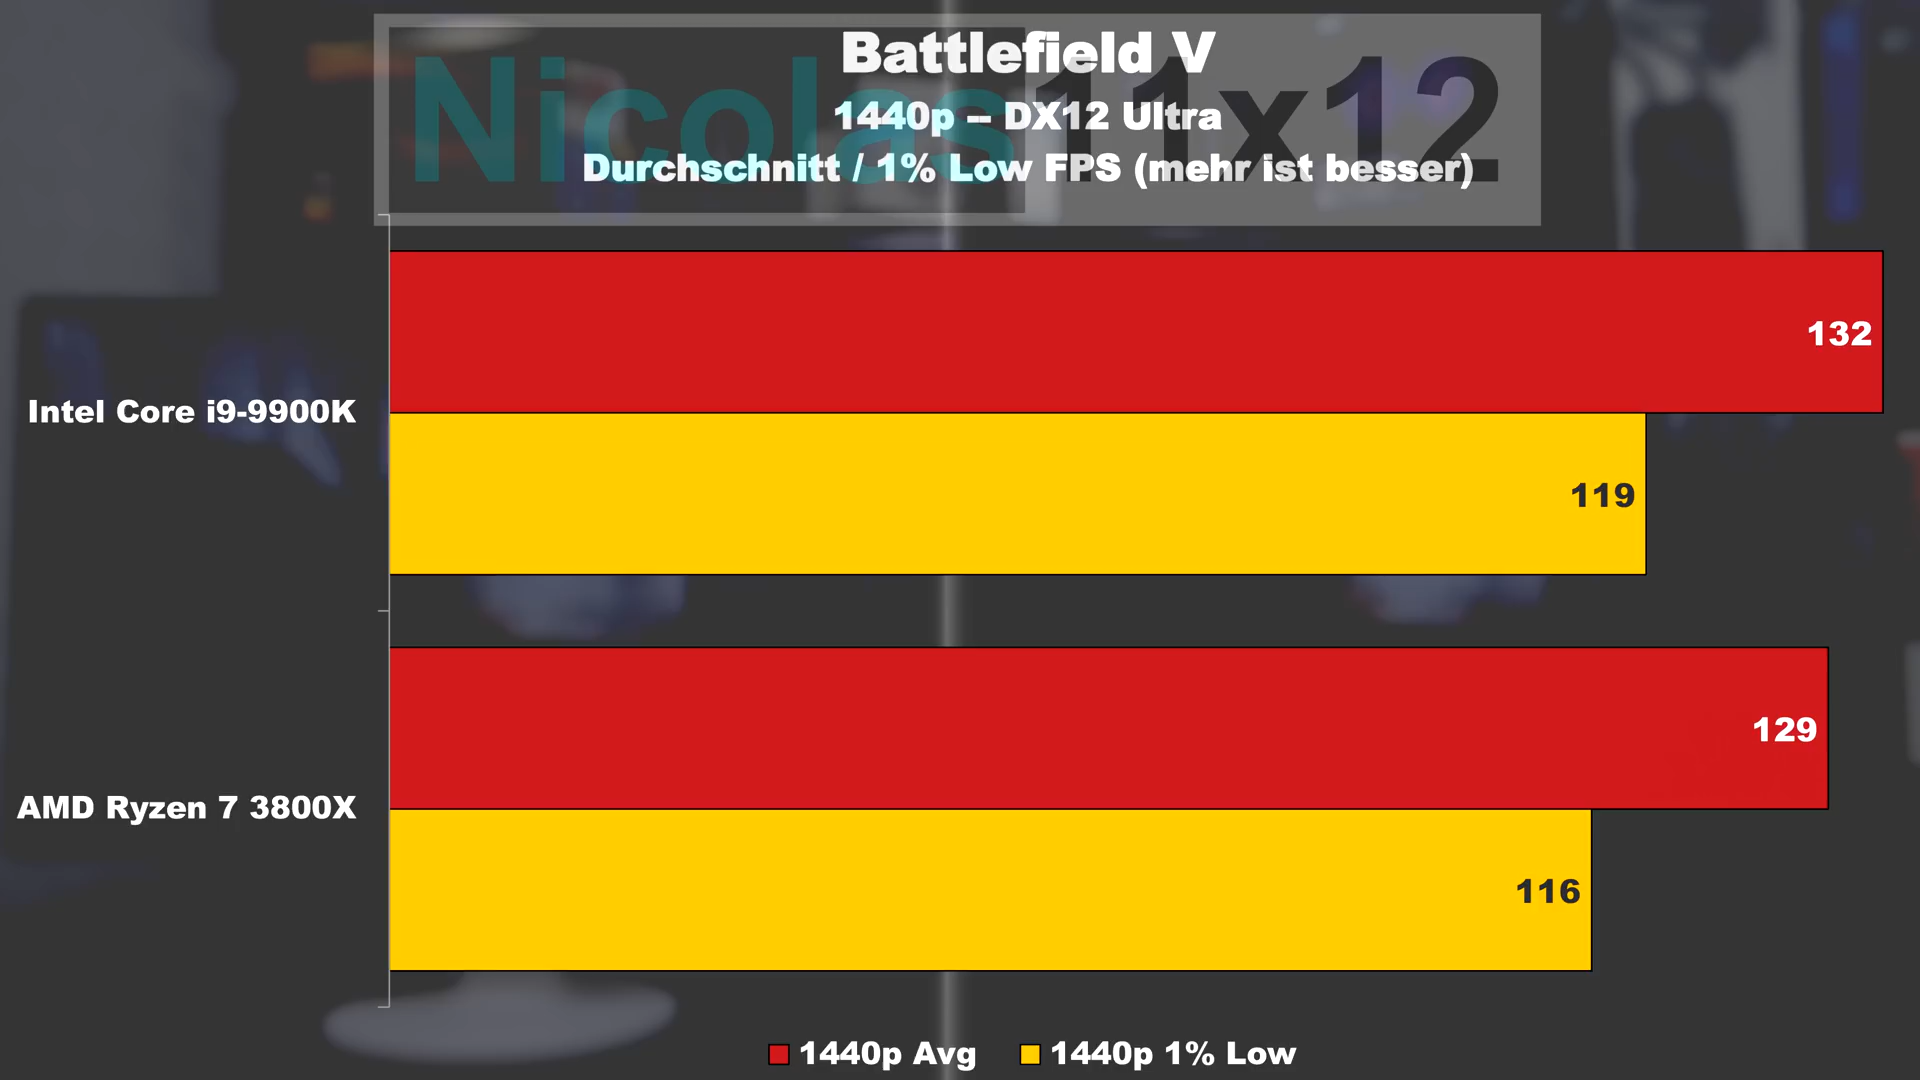 Nicolas11x12
Battlefield V
1440p – DX12 Ultra
Durchschnitt / 1% Low FPS (mehr ist besser)
132
Intel Core i9-9900K
119
129
AMD Ryzen 7 3800X
116
1440p Avg
1440p 1% Low